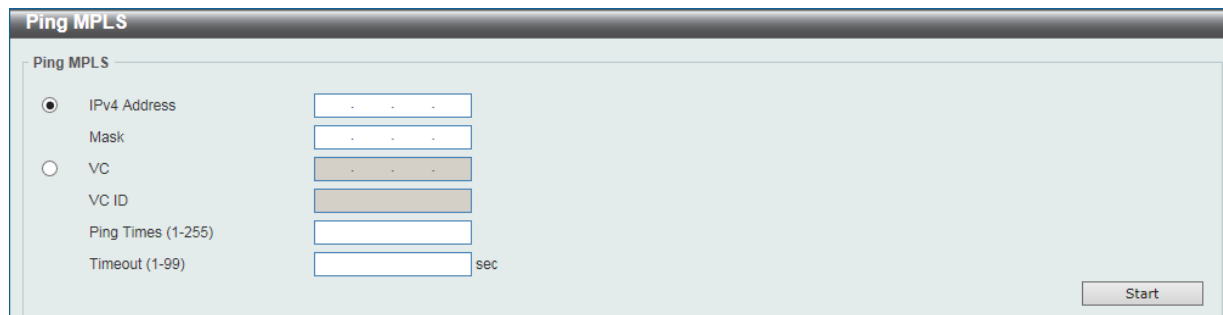 Ping MPLS
Ping MPLS
IPv4 Address
Mask
VC
VC ID
Ping Times (1-255)
Timeout (1-99) sec
Start